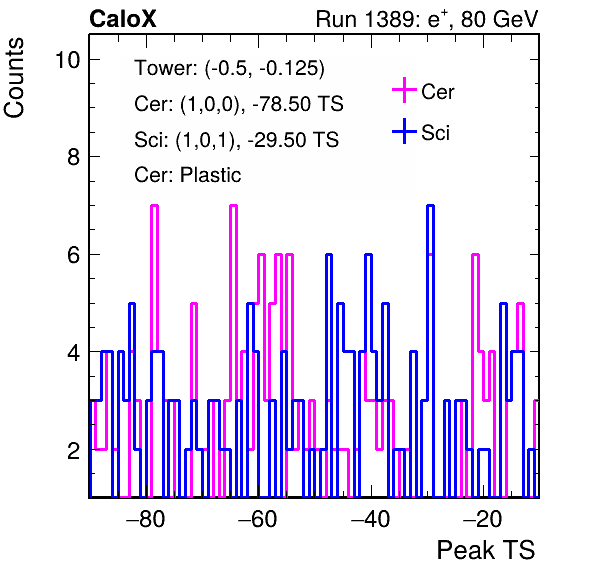 CaloX Run 1389: e⁺, 80 GeV
Counts
Tower: (-0.5, -0.125)
Cer: (1,0,0), -78.50 TS
Sci: (1,0,1), -29.50 TS
Cer: Plastic
Cer
Sci
10
8
6
4
2
−80 −60 −40 −20
Peak TS